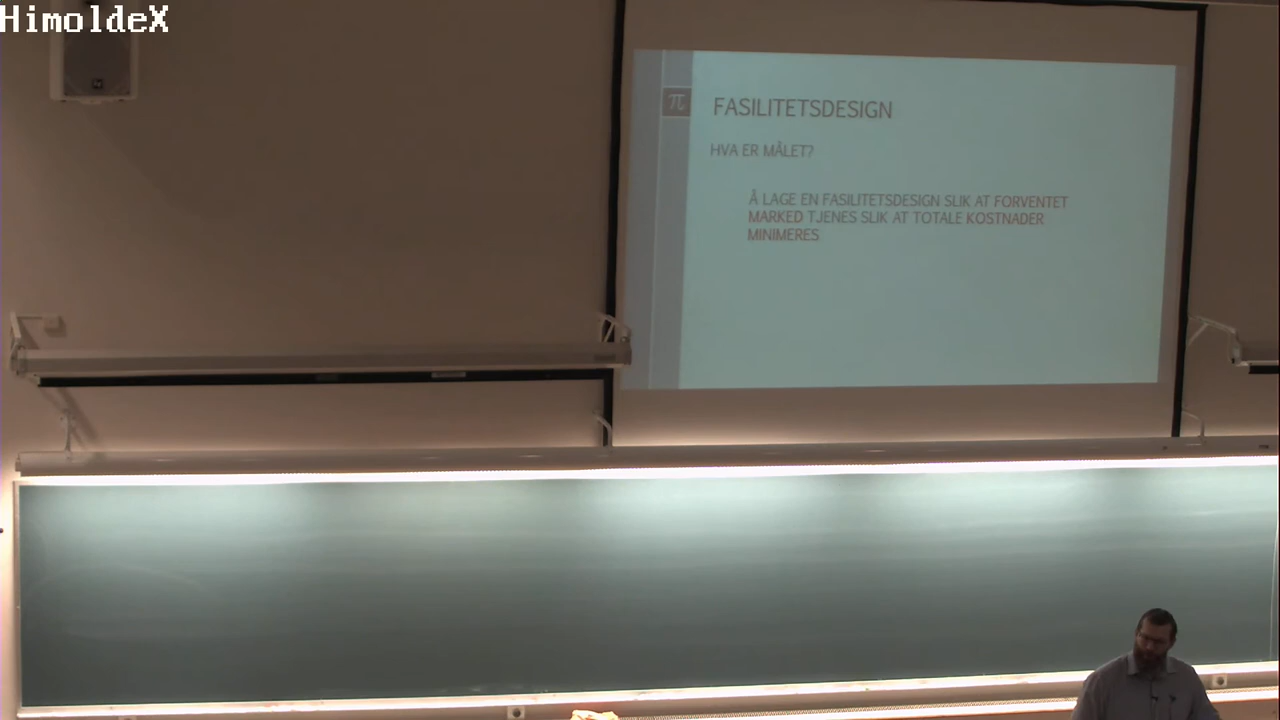 HimoldeX
π
FASILITETSDESIGN
HVA ER MÅLET?
Å LAGE EN FASILITETSDESIGN SLIK AT FORVENTET
MARKED TJENES SLIK AT TOTALE KOSTNADER
MINIMERES